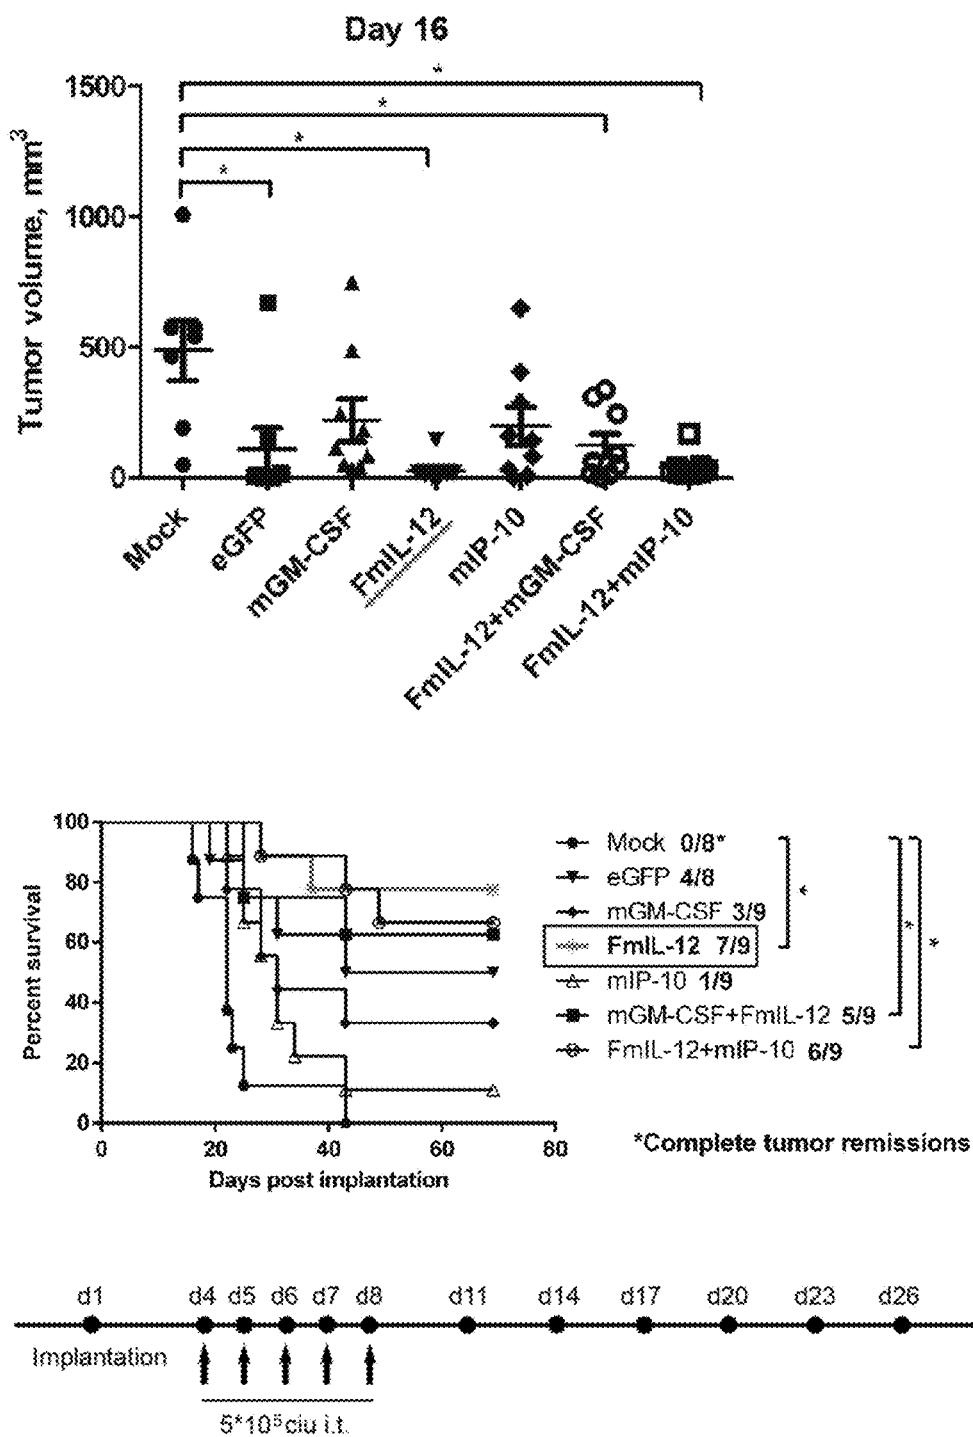 Day 16
Tumor volume, mm³
1500
1000
500
0
*
*
*
*
Mock
eGFP
mGM-CSF
FmIL-12
mIP-10
FmIL-12+mGM-CSF
FmIL-12+mIP-10
Percent survival
100
80
60
40
20
0
0 20 40 60 80
Days post implantation
Mock 0/8*
eGFP 4/8
mGM-CSF 3/9
FmIL-12 7/9
mIP-10 1/9
mGM-CSF+FmIL-12 5/9
FmIL-12+mIP-10 6/9
*
*
*
*Complete tumor remissions
d1 d4 d5 d6 d7 d8 d11 d14 d17 d20 d23 d26
Implantation
5*10⁵ciu i.t.